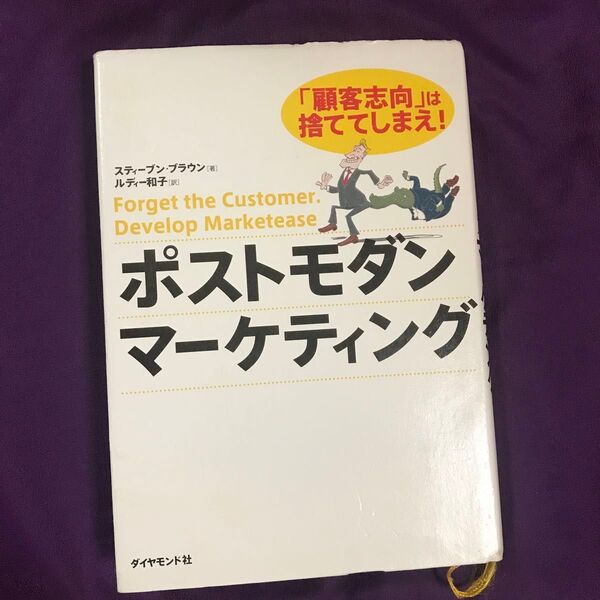 「顧客志向」は
捨ててしまえ!
スティーブン・ブラウン[著]
ルディー和子[訳]
Forget the Customer.
Develop Marketease
ポストモダン
マーケティング
ダイヤモンド社